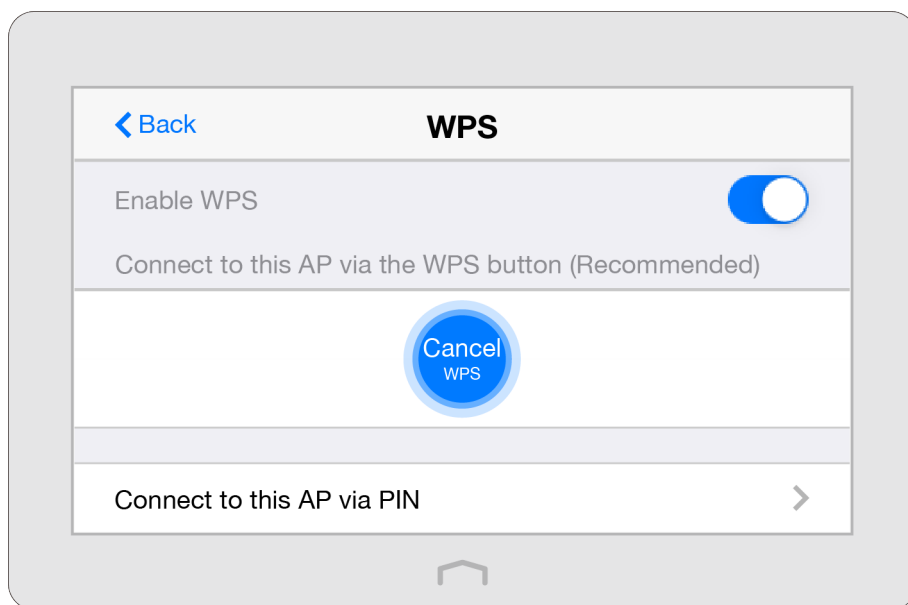 Back
WPS
Enable WPS
Connect to this AP via the WPS button (Recommended)
Cancel
WPS
Connect to this AP via PIN